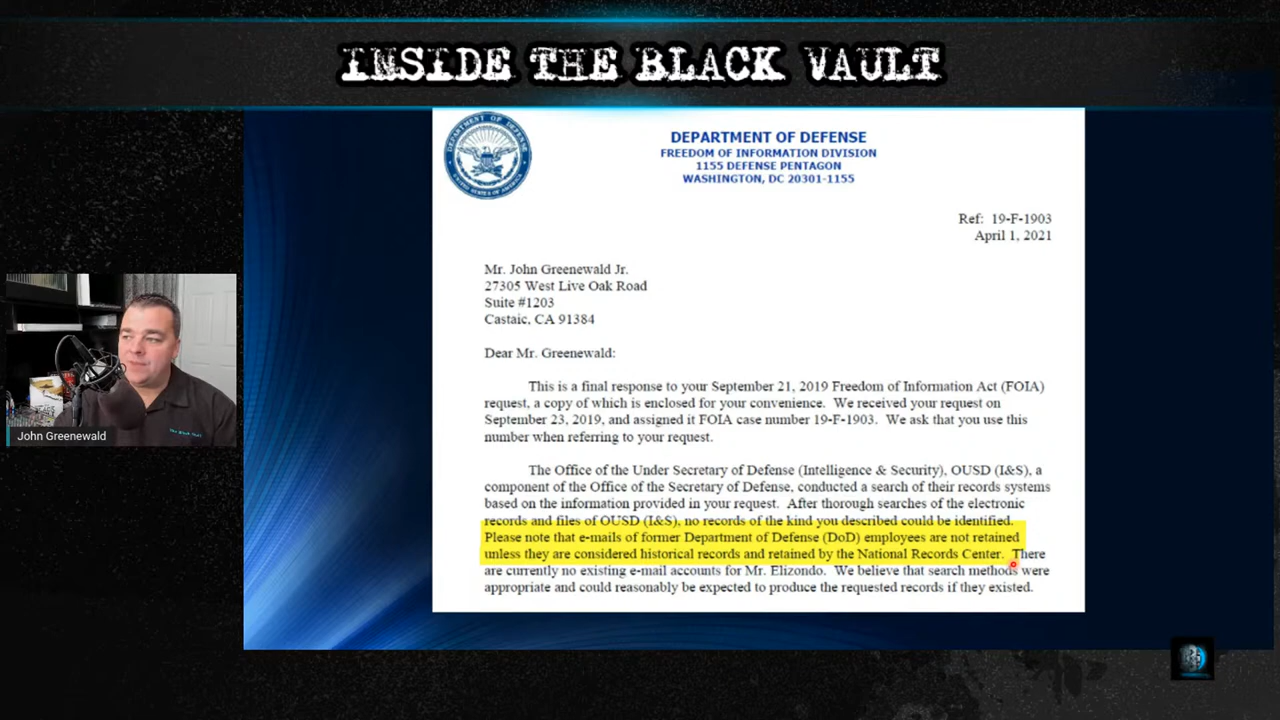 INSIDE THE BLACK VAULT
DEPARTMENT OF DEFENSE
UNITED STATES OF AMERICA
DEPARTMENT OF DEFENSE
FREEDOM OF INFORMATION DIVISION
1155 DEFENSE PENTAGON
WASHINGTON, DC 20301-1155
Ref: 19-F-1903
April 1, 2021
Mr. John Greenewald Jr.
27305 West Live Oak Road
Suite #1203
Castaic, CA 91384
Dear Mr. Greenewald:
This is a final response to your September 21, 2019 Freedom of Information Act (FOIA)
request, a copy of which is enclosed for your convenience. We received your request on
September 23, 2019, and assigned it FOIA case number 19-F-1903. We ask that you use this
number when referring to your request.
The Office of the Under Secretary of Defense (Intelligence & Security), OUSD (I&S), a
component of the Office of the Secretary of Defense, conducted a search of their records systems
based on the information provided in your request. After thorough searches of the electronic
records and files of OUSD (I&S), no records of the kind you described could be identified.
Please note that e-mails of former Department of Defense (DoD) employees are not retained
unless they are considered historical records and retained by the National Records Center. There
are currently no existing e-mail accounts for Mr. Elizondo. We believe that search methods were
appropriate and could reasonably be expected to produce the requested records if they existed.
John Greenewald